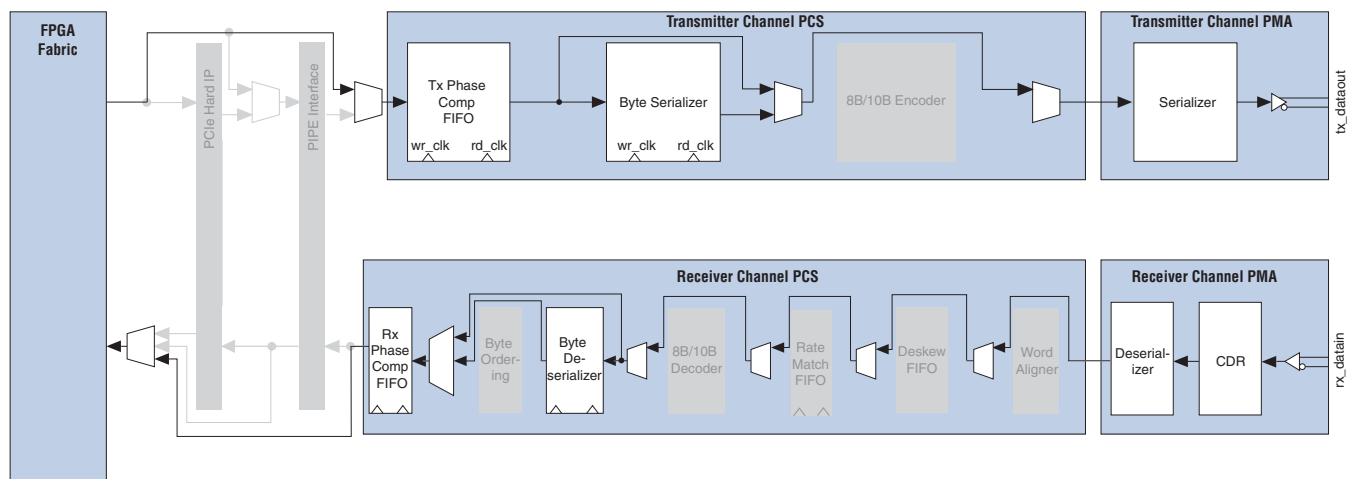 FPGA
Fabric
PCIe Hard IP
PIPE Interface
Transmitter Channel PCS
Tx Phase
Comp
FIFO
wr_clk
rd_clk
Byte Serializer
wr_clk
rd_clk
8B/10B Encoder
Transmitter Channel PMA
Serializer
tx_dataout
Receiver Channel PCS
Rx
Phase
Comp
FIFO
Byte
Order-
ing
Byte
De-
serializer
8B/10B
Decoder
Rate
Match
FIFO
Deskew
FIFO
Word
Aligner
Receiver Channel PMA
Deserial-
izer
CDR
rx_datain